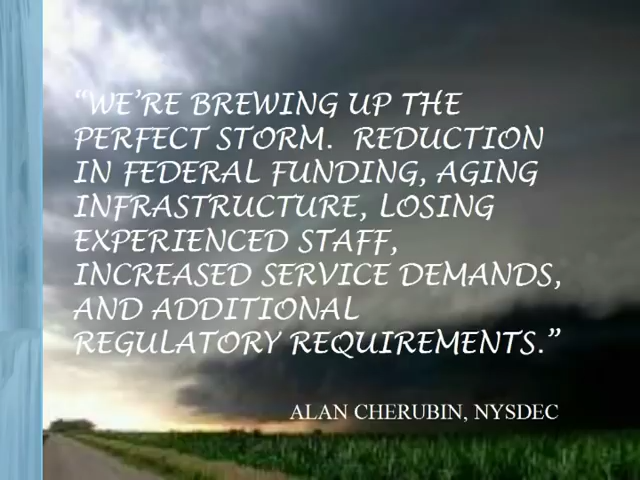 “WE’RE BREWING UP THE
PERFECT STORM.  REDUCTION
IN FEDERAL FUNDING, AGING
INFRASTRUCTURE, LOSING
EXPERIENCED STAFF,
INCREASED SERVICE DEMANDS,
AND ADDITIONAL
REGULATORY REQUIREMENTS.”
ALAN CHERUBIN, NYSDEC